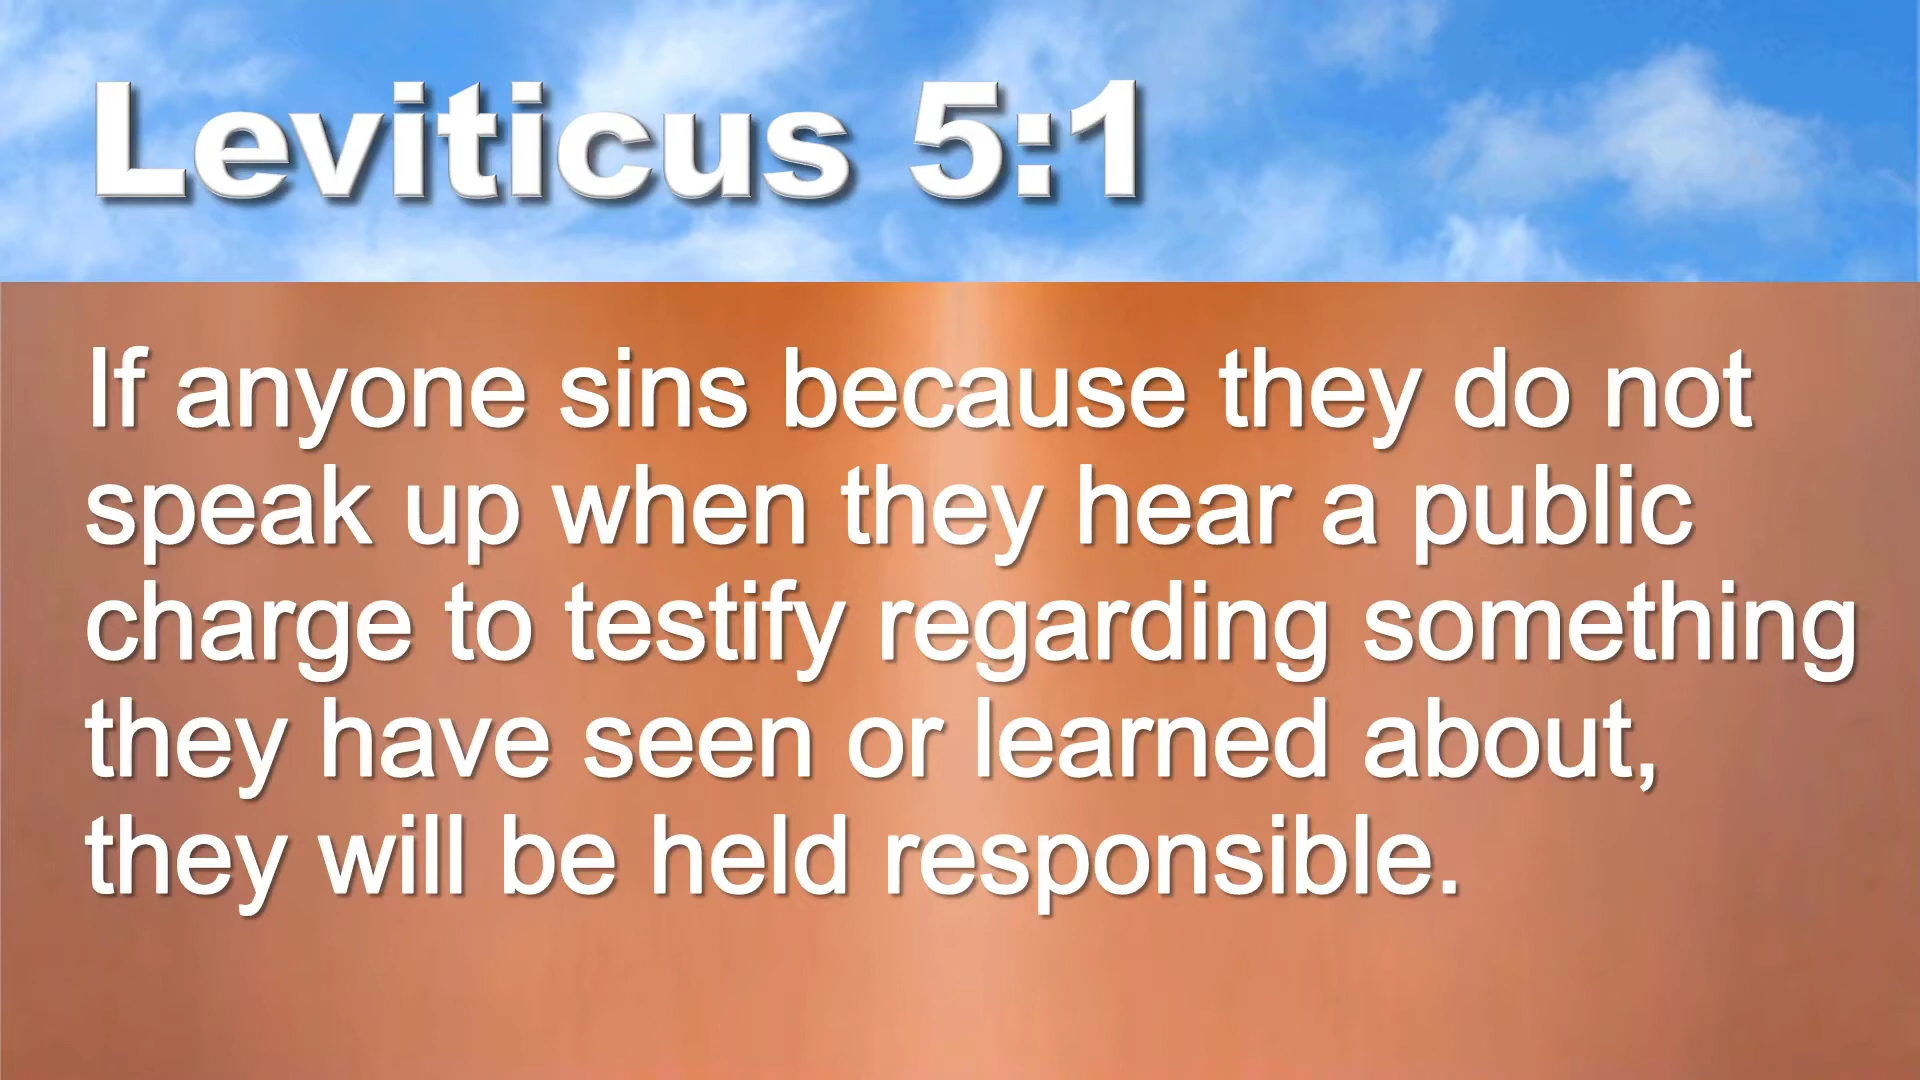 Leviticus 5:1
If anyone sins because they do not
speak up when they hear a public
charge to testify regarding something
they have seen or learned about,
they will be held responsible.